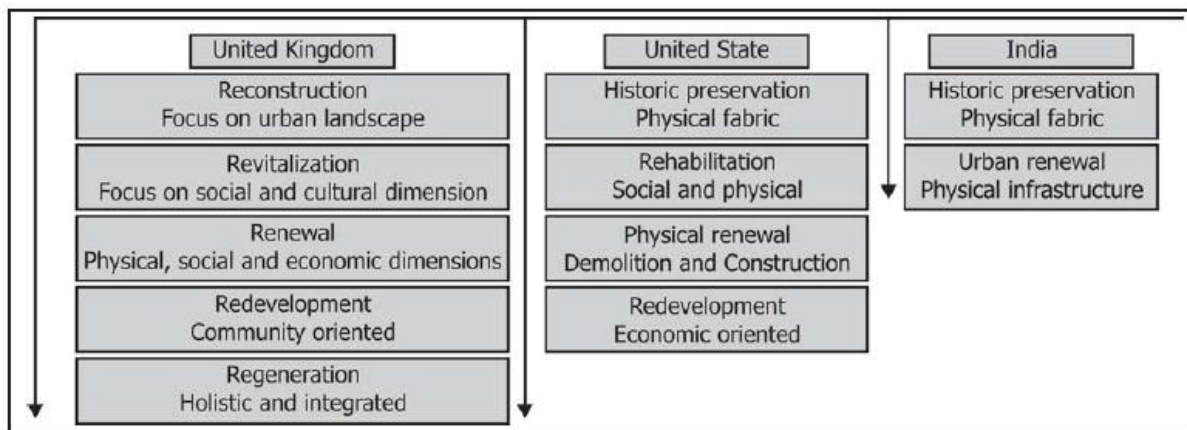 United Kingdom
Reconstruction
Focus on urban landscape
Revitalization
Focus on social and cultural dimension
Renewal
Physical, social and economic dimensions
Redevelopment
Community oriented
Regeneration
Holistic and integrated
United State
Historic preservation
Physical fabric
Rehabilitation
Social and physical
Physical renewal
Demolition and Construction
Redevelopment
Economic oriented
India
Historic preservation
Physical fabric
Urban renewal
Physical infrastructure